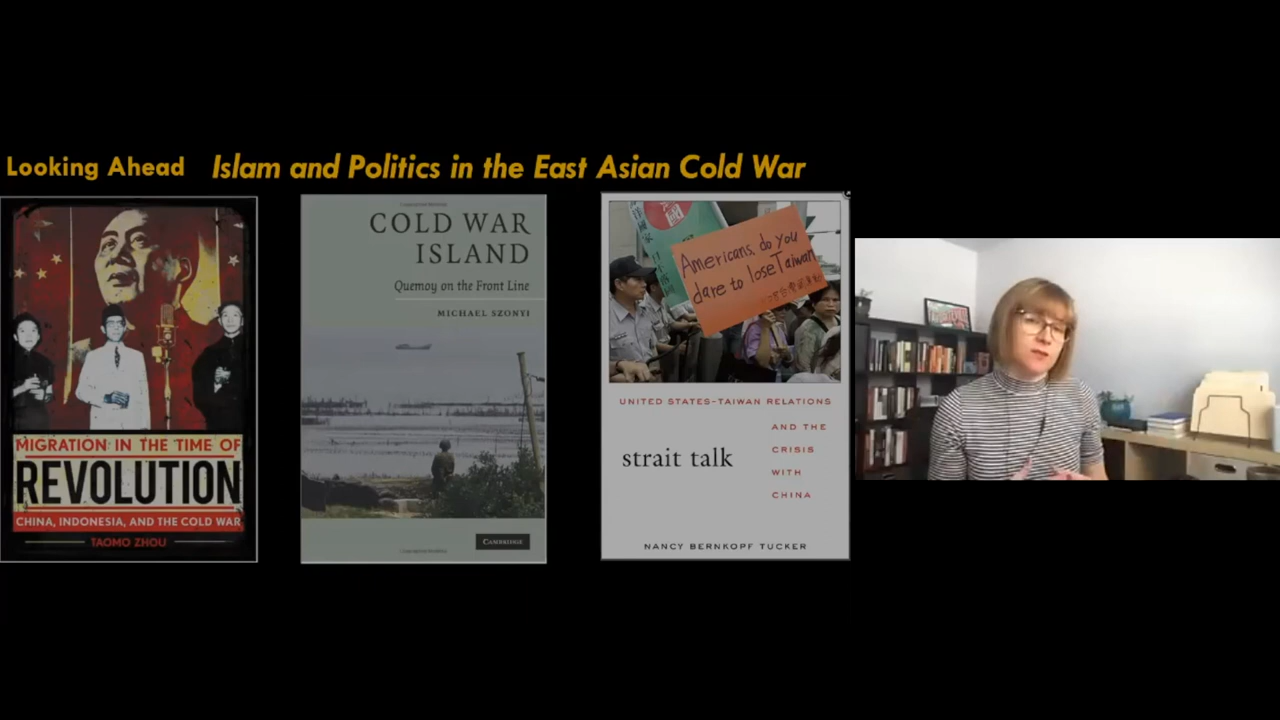 Looking Ahead Islam and Politics in the East Asian Cold War
MIGRATION IN THE TIME OF
REVOLUTION
CHINA, INDONESIA, AND THE COLD WAR
TAOMO ZHOU
COLD WAR
ISLAND
Quemoy on the Front Line
MICHAEL SZONYI
CAMBRIDGE
Americans, do you
dare to lose Taiwan
UNITED STATES–TAIWAN RELATIONS
AND THE
CRISIS
WITH
CHINA
strait talk
NANCY BERNKOPF TUCKER